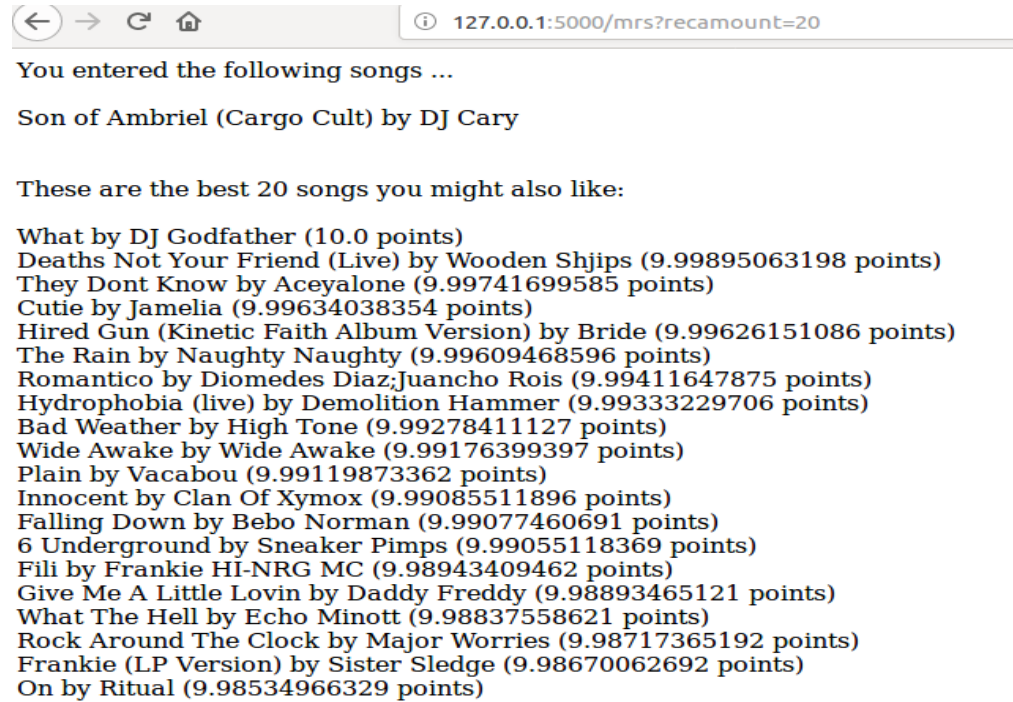 127.0.0.1:5000/mrs?recamount=20
You entered the following songs ...
Son of Ambriel (Cargo Cult) by DJ Cary
These are the best 20 songs you might also like:
What by DJ Godfather (10.0 points)
Deaths Not Your Friend (Live) by Wooden Shjips (9.99895063198 points)
They Dont Know by Aceyalone (9.99741699585 points)
Cutie by Jamelia (9.99634038354 points)
Hired Gun (Kinetic Faith Album Version) by Bride (9.99626151086 points)
The Rain by Naughty Naughty (9.99609468596 points)
Romantico by Diomedes Diaz;Juancho Rois (9.99411647875 points)
Hydrophobia (live) by Demolition Hammer (9.99333229706 points)
Bad Weather by High Tone (9.99278411127 points)
Wide Awake by Wide Awake (9.99176399397 points)
Plain by Vacabou (9.99119873362 points)
Innocent by Clan Of Xymox (9.99085511896 points)
Falling Down by Bebo Norman (9.99077460691 points)
6 Underground by Sneaker Pimps (9.99055118369 points)
Fili by Frankie HI-NRG MC (9.98943409462 points)
Give Me A Little Lovin by Daddy Freddy (9.98893465121 points)
What The Hell by Echo Minott (9.98837558621 points)
Rock Around The Clock by Major Worries (9.98717365192 points)
Frankie (LP Version) by Sister Sledge (9.98670062692 points)
On by Ritual (9.98534966329 points)